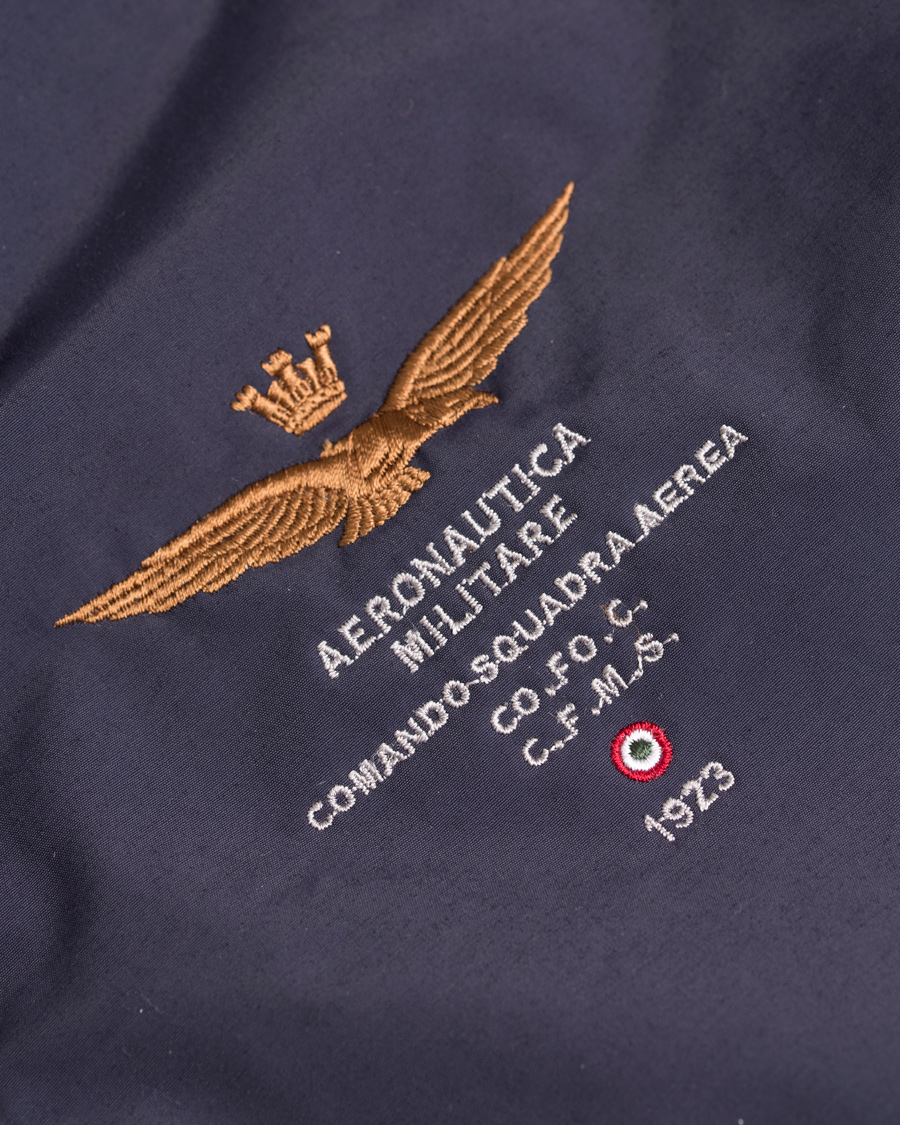 AERONAUTICA
MILITARE
COMANDO SQUADRA AEREA
CO.FO.C.
C.F.M.S.
1923